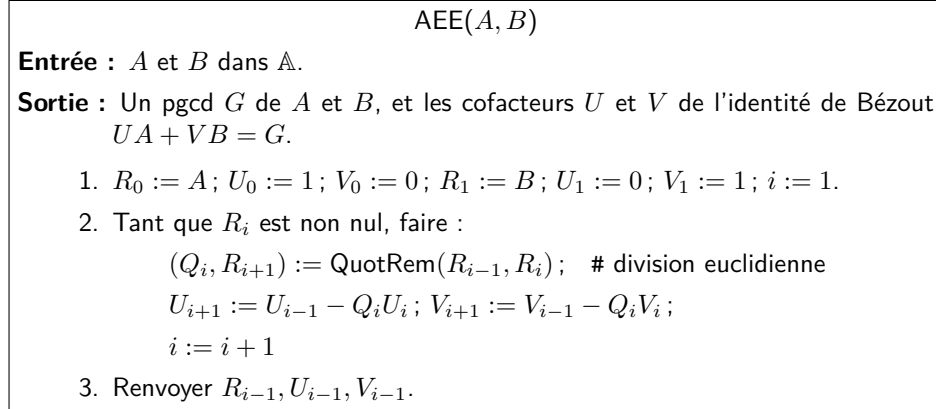 AEE(A, B)
Entrée : A et B dans 𝔸.
Sortie : Un pgcd G de A et B, et les cofacteurs U et V de l'identité de Bézout
UA + VB = G.
1. R₀ := A ; U₀ := 1 ; V₀ := 0 ; R₁ := B ; U₁ := 0 ; V₁ := 1 ; i := 1.
2. Tant que Rᵢ est non nul, faire :
(Qᵢ, Rᵢ₊₁) := QuotRem(Rᵢ₋₁, Rᵢ) ; # division euclidienne
Uᵢ₊₁ := Uᵢ₋₁ − QᵢUᵢ ; Vᵢ₊₁ := Vᵢ₋₁ − QᵢVᵢ ;
i := i + 1
3. Renvoyer Rᵢ₋₁, Uᵢ₋₁, Vᵢ₋₁.